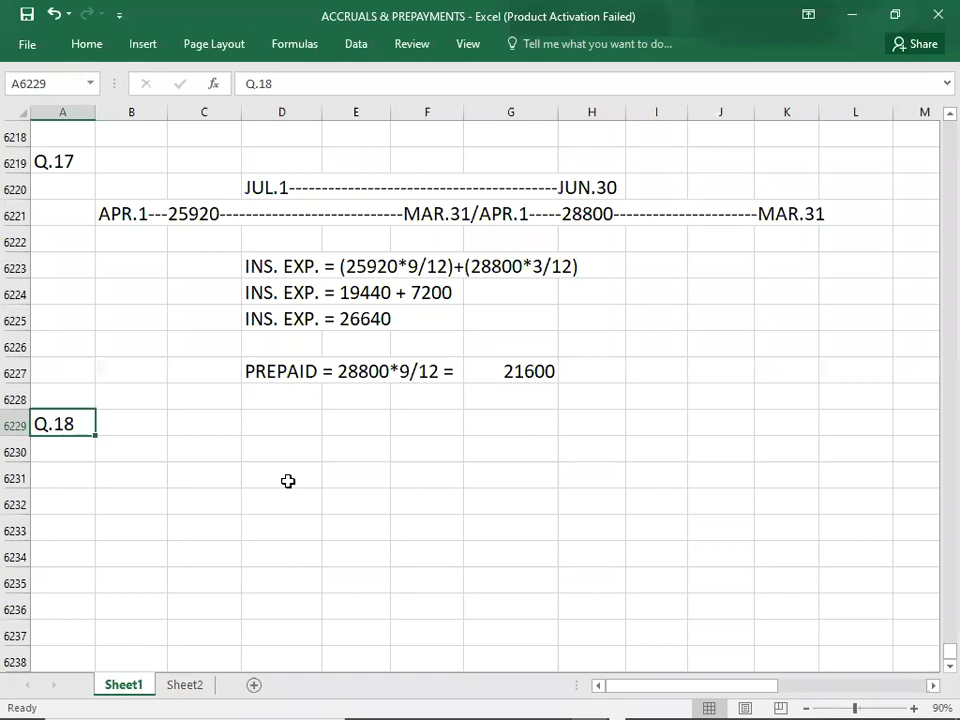 ACCRUALS & PREPAYMENTS - Excel (Product Activation Failed)
File Home Insert Page Layout Formulas Data Review View Tell me what you want to do... Share
A6229 fx Q.18
A B C D E F G H I J K L M
6218
6219 Q.17
6220 JUL.1-----------------------------------------JUN.30
6221 APR.1---25920----------------------------MAR.31/APR.1-----28800----------------------MAR.31
6222
6223 INS. EXP. = (25920*9/12)+(28800*3/12)
6224 INS. EXP. = 19440 + 7200
6225 INS. EXP. = 26640
6226
6227 PREPAID = 28800*9/12 = 21600
6228
6229 Q.18
6230
6231
6232
6233
6234
6235
6236
6237
6238
Sheet1 Sheet2
Ready 90%